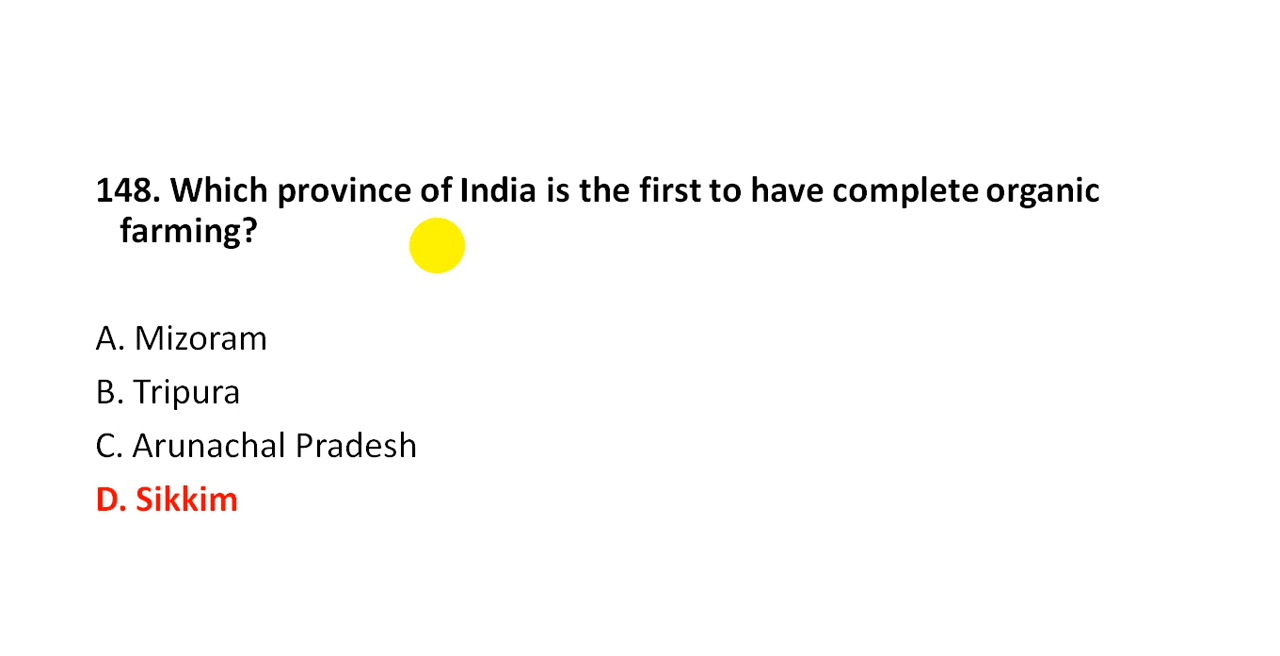 148. Which province of India is the first to have complete organic
farming?
A. Mizoram
B. Tripura
C. Arunachal Pradesh
D. Sikkim